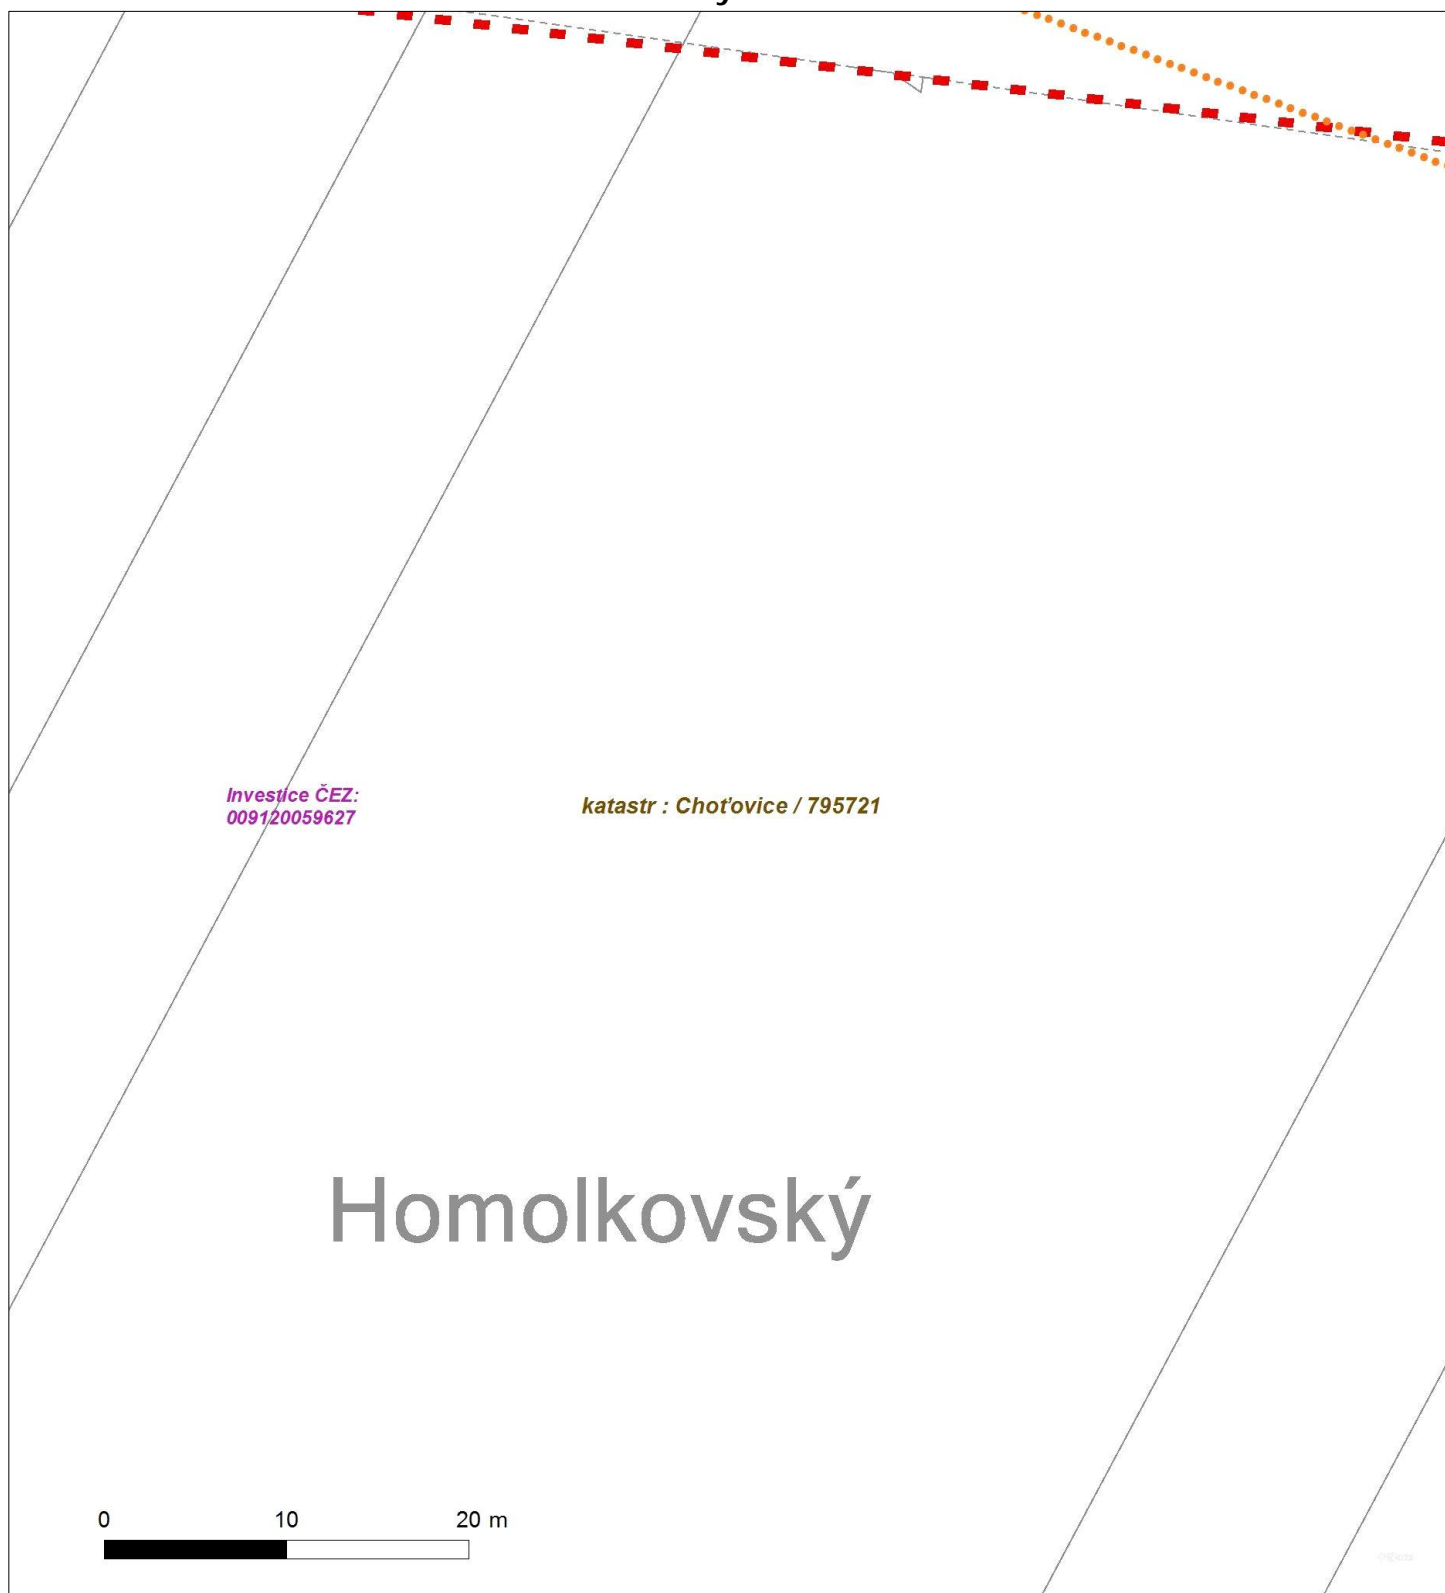 Investice ČEZ:
009120059627
katastr : Choťovice / 795721
Homolkovský
0 10 20 m